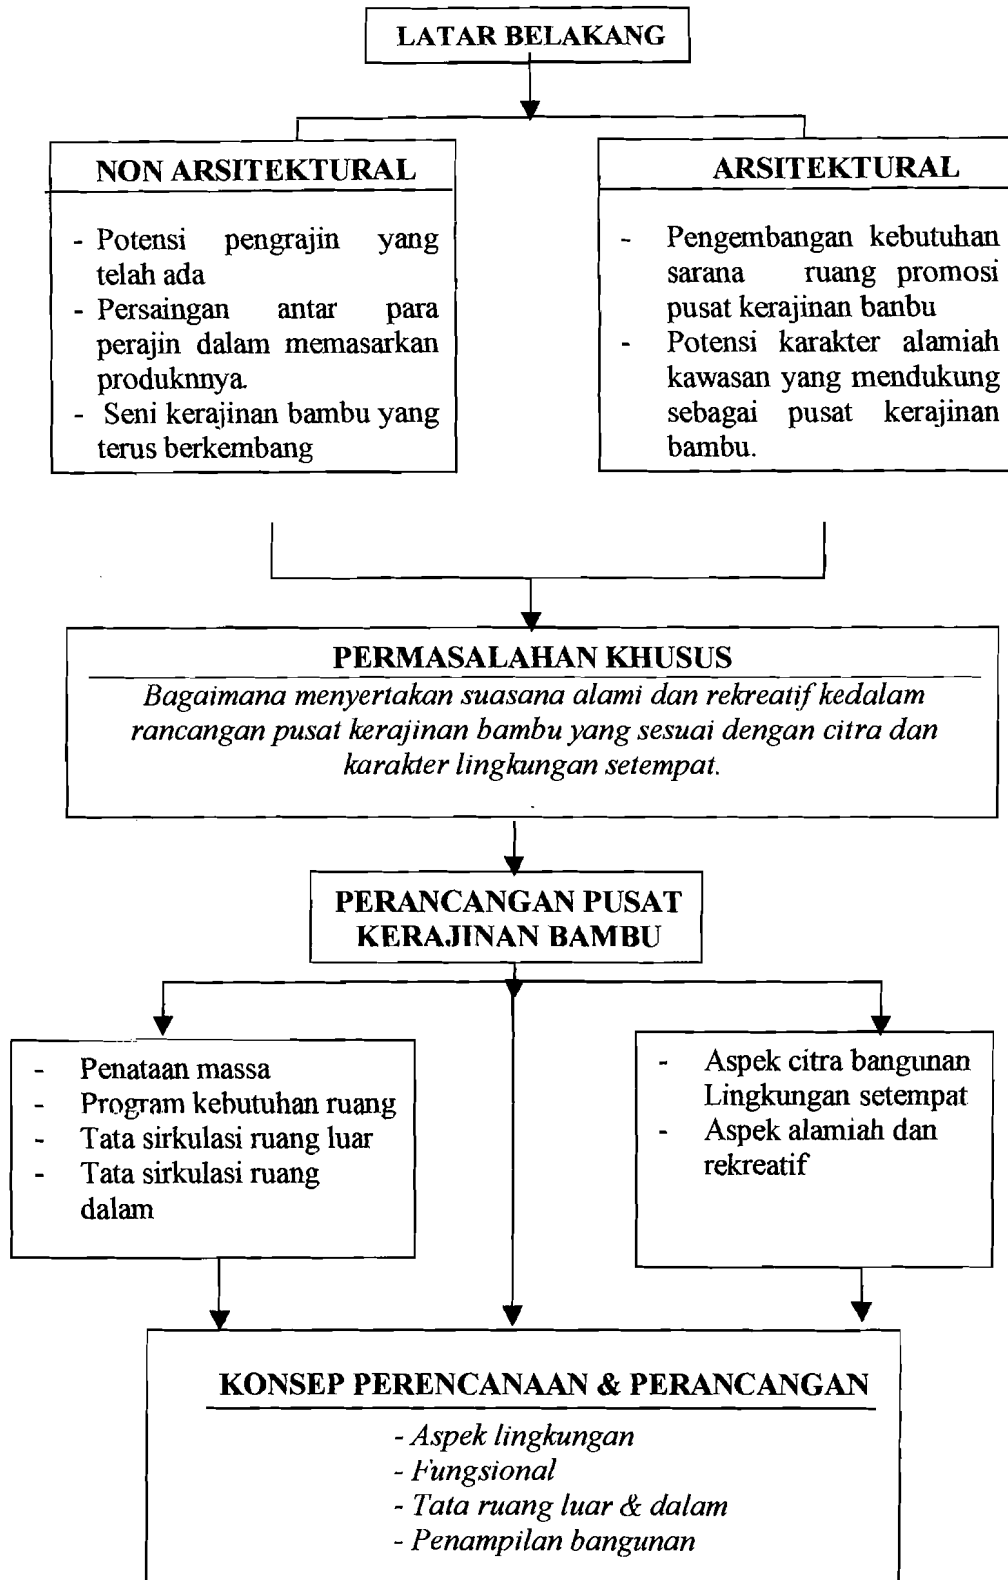 LATAR BELAKANG
NON ARSITEKTURAL
- Potensi pengrajin yang
telah ada
- Persaingan antar para
perajin dalam memasarkan
produknnya.
- Seni kerajinan bambu yang
terus berkembang
ARSITEKTURAL
- Pengembangan kebutuhan
sarana ruang promosi
pusat kerajinan banbu
- Potensi karakter alamiah
kawasan yang mendukung
sebagai pusat kerajinan
bambu.
PERMASALAHAN KHUSUS
Bagaimana menyertakan suasana alami dan rekreatif kedalam
rancangan pusat kerajinan bambu yang sesuai dengan citra dan
karakter lingkungan setempat.
PERANCANGAN PUSAT
KERAJINAN BAMBU
- Penataan massa
- Program kebutuhan ruang
- Tata sirkulasi ruang luar
- Tata sirkulasi ruang
dalam
- Aspek citra bangunan
Lingkungan setempat
- Aspek alamiah dan
rekreatif
KONSEP PERENCANAAN & PERANCANGAN
- Aspek lingkungan
- Fungsional
- Tata ruang luar & dalam
- Penampilan bangunan